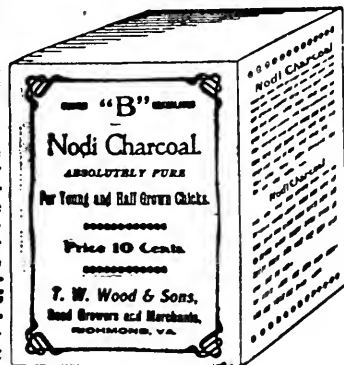 "B"
Nodi Charcoal
ABSOLUTELY PURE
For Young and Half Grown Chicks.
Price 10 Cents
T. W. Wood & Sons,
Seed Growers and Merchants,
RICHMOND, VA.
Nodi Charcoal
Nodi Charcoal